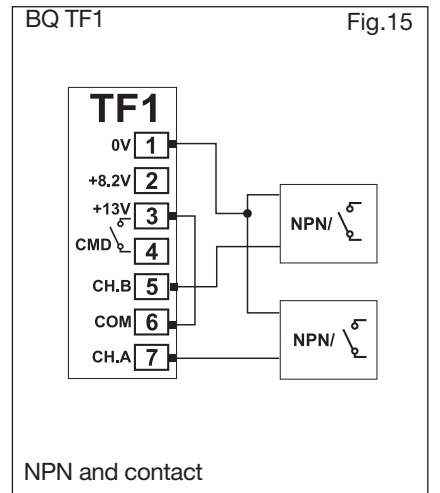 BQ TF1 Fig.15
TF1
0V 1
+8.2V 2
+13V 3
CMD 4
CH.B 5
COM 6
CH.A 7
NPN/
NPN/
NPN and contact